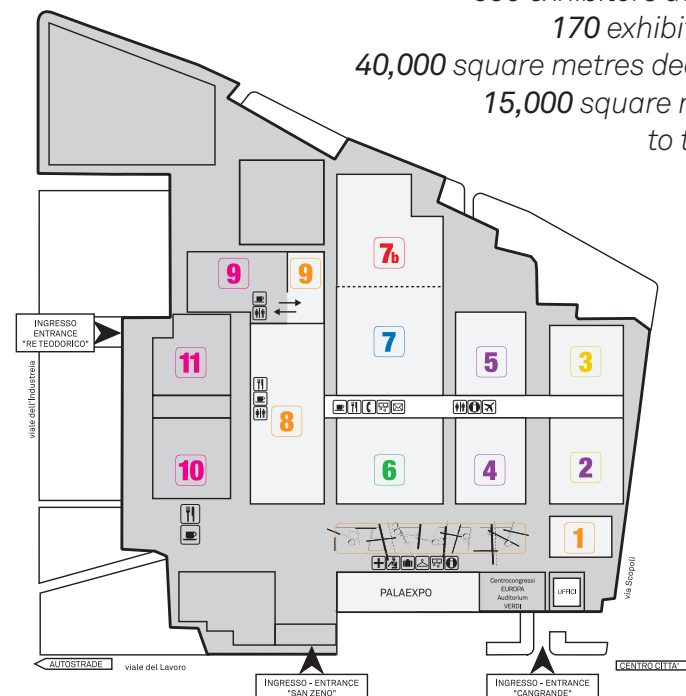 170 exhibi
40,000 square metres de
15,000 square
to t
7b
9
9
7
5
3
INGRESSO
ENTRANCE
"RE TEODORICO"
11
viale dell'Industreia
8
10
6
4
2
1
via Scopoli
PALAEXPO
Centrocongressi
EUROPA
Auditorium
VERDI
UFFICI
AUTOSTRADE
viale del Lavoro
INGRESSO - ENTRANCE
"SAN ZENO"
INGRESSO - ENTRANCE
"CANGRANDE"
CENTRO CITTA'